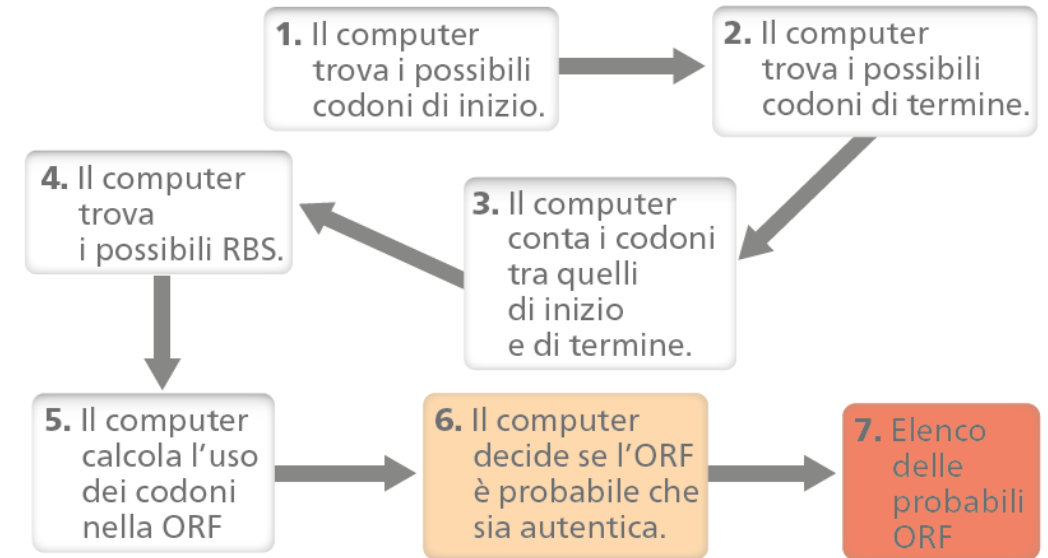 1. Il computer
trova i possibili
codoni di inizio.
2. Il computer
trova i possibili
codoni di termine.
3. Il computer
conta i codoni
tra quelli
di inizio
e di termine.
4. Il computer
trova
i possibili RBS.
5. Il computer
calcola l'uso
dei codoni
nella ORF
6. Il computer
decide se l'ORF
è probabile che
sia autentica.
7. Elenco
delle
probabili
ORF